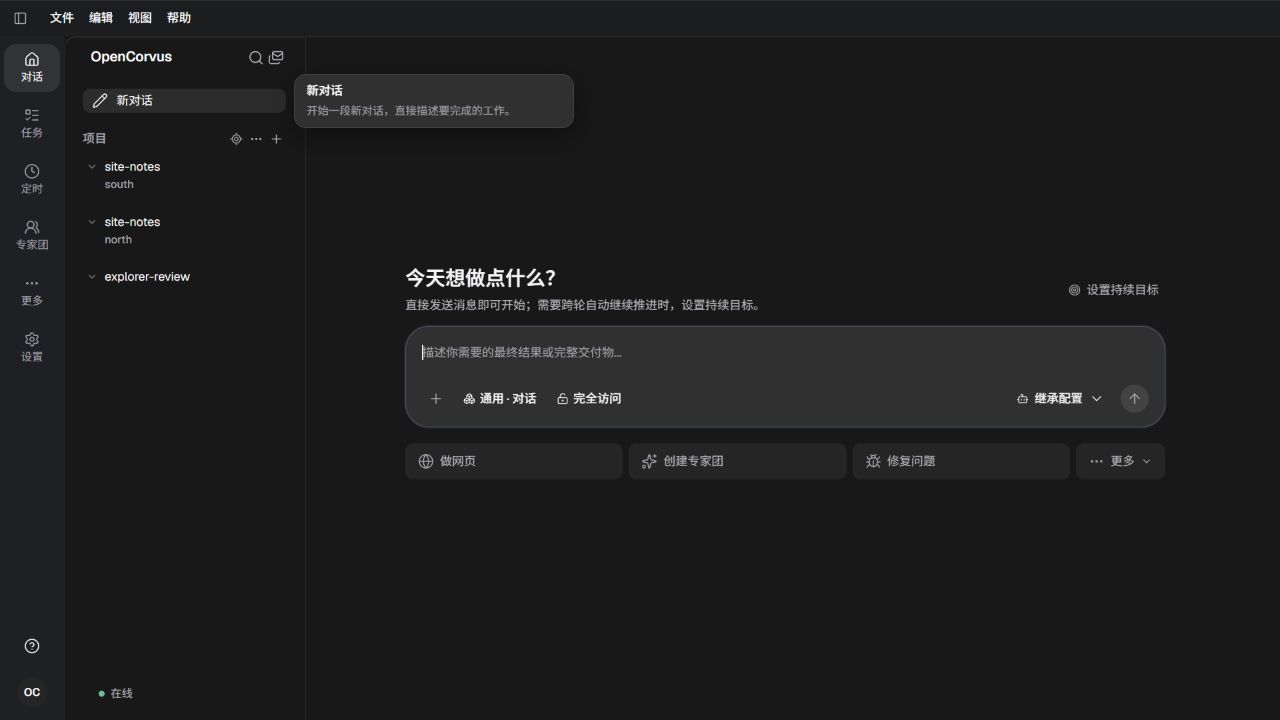 文件 编辑 视图 帮助
对话
任务
定时
专家团
更多
设置
OC
OpenCorvus
新对话
项目
site-notes
south
site-notes
north
explorer-review
在线
新对话
开始一段新对话，直接描述要完成的工作。
今天想做点什么？
直接发送消息即可开始；需要跨轮自动继续推进时，设置持续目标。
设置持续目标
描述你需要的最终结果或完整交付物...
通用 · 对话 完全访问 继承配置
做网页 创建专家团 修复问题 更多